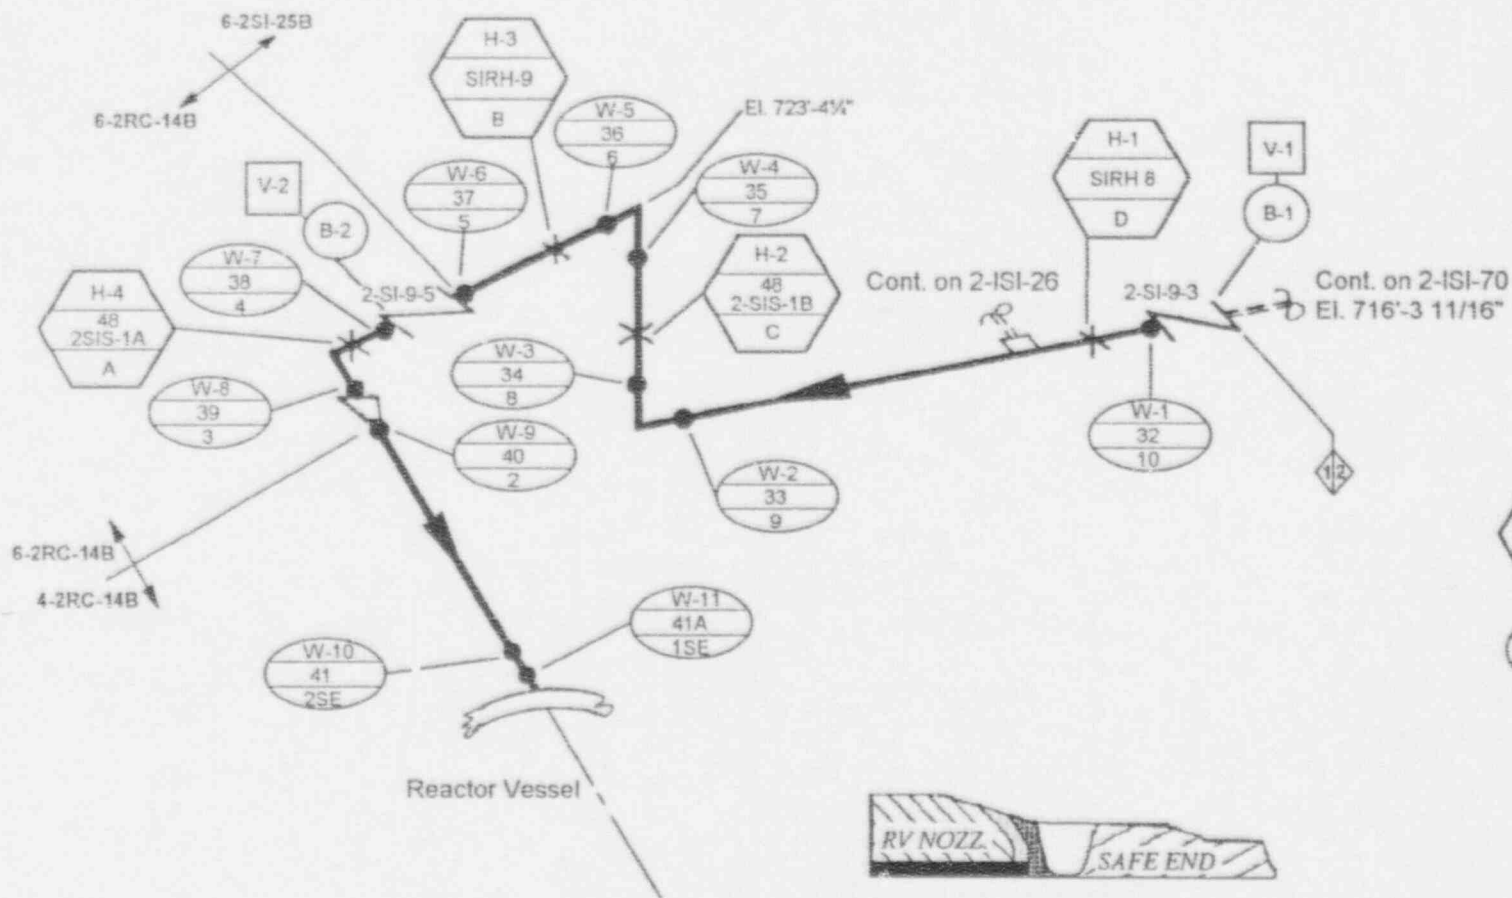 6-2SI-25B
6-2RC-14B
H-3
SIRH-9
B
W-5
36
6
El. 723'-4¼"
W-6
37
5
W-4
35
7
H-1
SIRH 8
D
V-1
B-1
V-2
B-2
W-7
38
4
2-SI-9-5
H-2
48
2-SIS-1B
C
Cont. on 2-ISI-26
2-SI-9-3
Cont. on 2-ISI-70
El. 716'-3 11/16"
H-4
48
2SIS-1A
A
W-3
34
8
W-8
39
3
W-9
40
2
W-1
32
10
W-2
33
9
12
6-2RC-14B
4-2RC-14B
W-11
41A
1SE
W-10
41
2SE
Reactor Vessel
RV NOZZ.
SAFE END